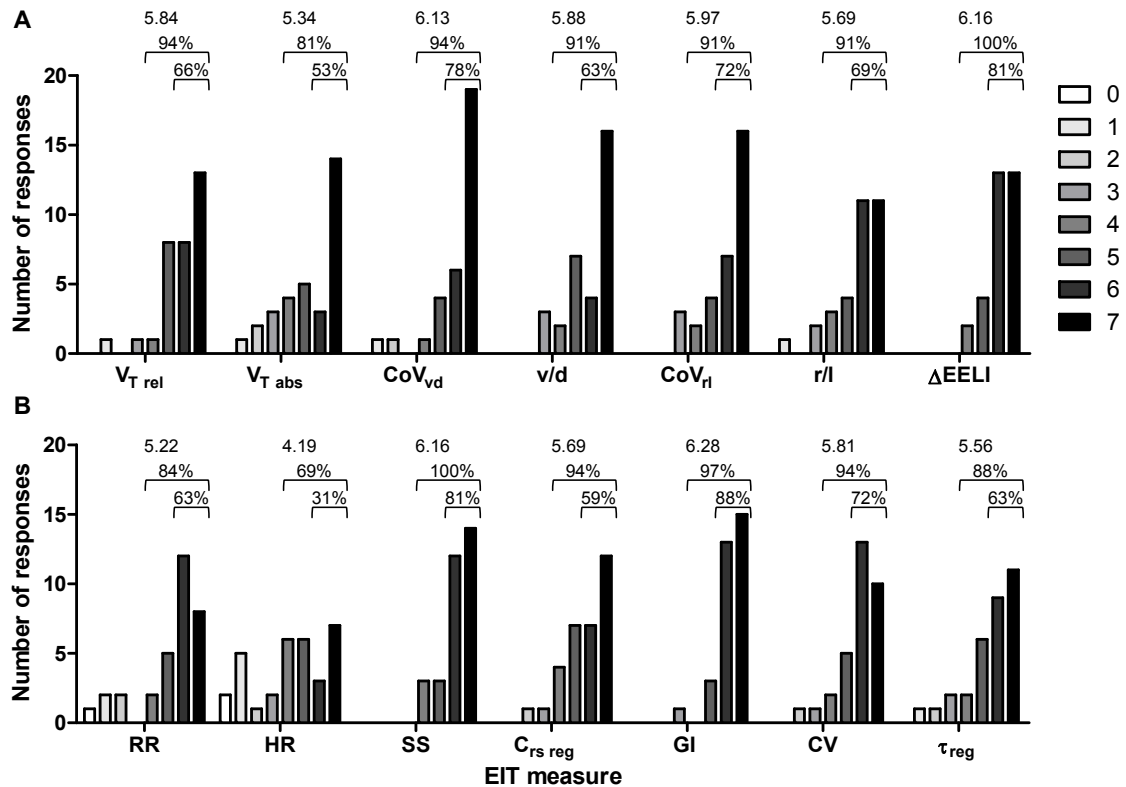 A
5.84 5.34 6.13 5.88 5.97 5.69 6.16
94% 81% 94% 91% 91% 91% 100%
66% 53% 78% 63% 72% 69% 81%
Number of responses
20
15
10
5
0
V_T rel V_T abs CoV_vd v/d CoV_rl r/l ΔEELI
0
1
2
3
4
5
6
7
B
5.22 4.19 6.16 5.69 6.28 5.81 5.56
84% 69% 100% 94% 97% 94% 88%
63% 31% 81% 59% 88% 72% 63%
Number of responses
20
15
10
5
0
RR HR SS C_rs reg GI CV τ_reg
EIT measure